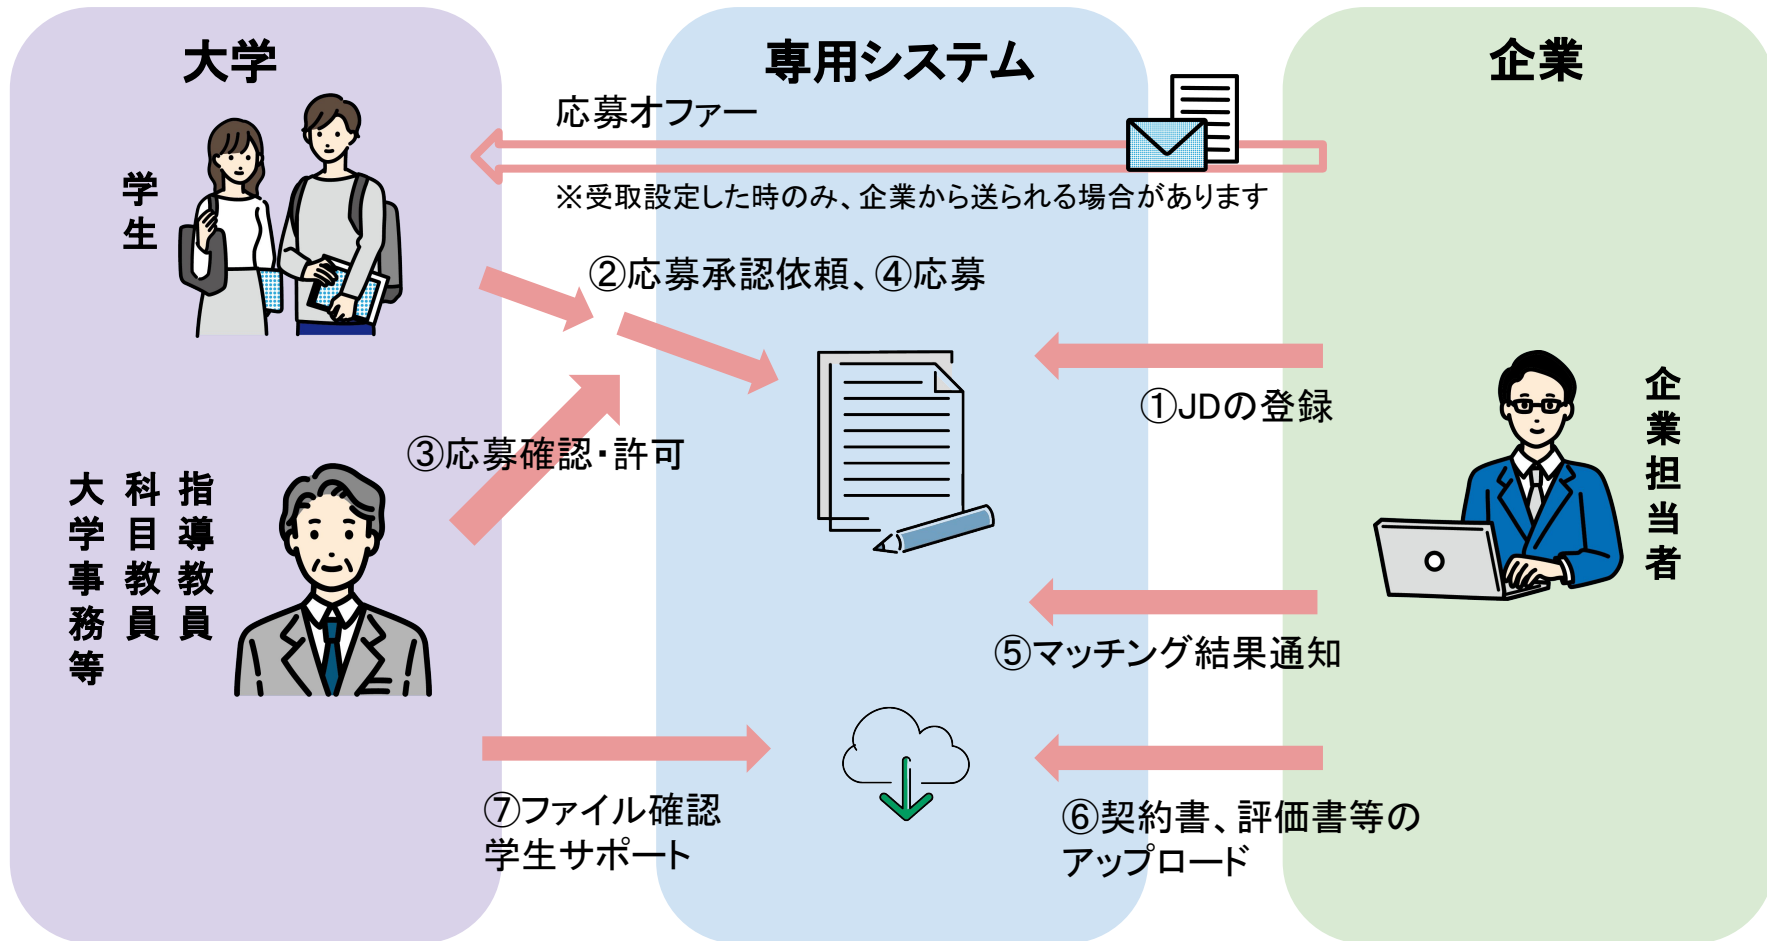 大学
専用システム
企業
応募オファー
※受取設定した時のみ、企業から送られる場合があります
学生
②応募承認依頼、④応募
①JDの登録
企業担当者
③応募確認・許可
指導教員
科目教員
大学事務等
⑤マッチング結果通知
⑦ファイル確認
学生サポート
⑥契約書、評価書等の
アップロード